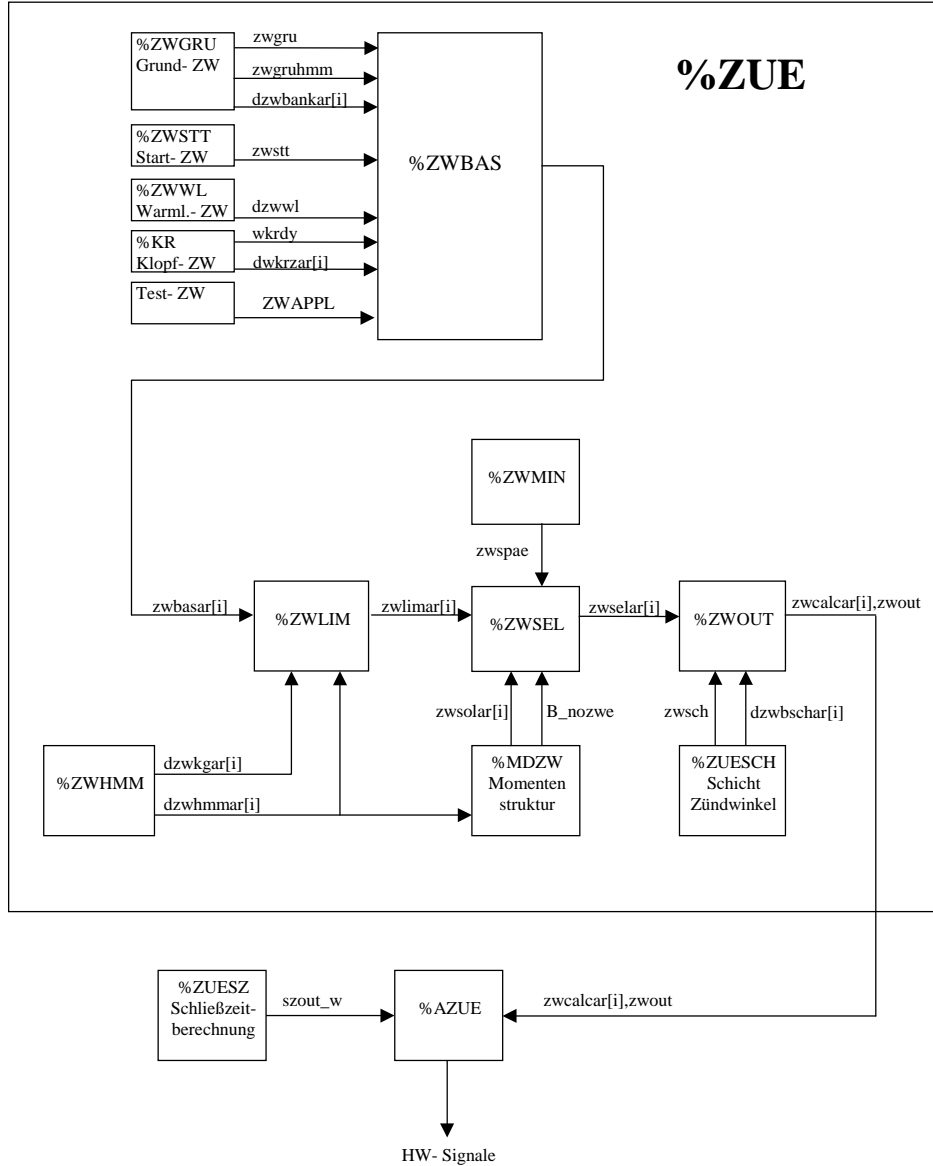 %ZUE
%ZWGRU
Grund- ZW
zwgru
zwgruhmm
dzwbankar[i]
%ZWSTT
Start- ZW
zwstt
%ZWBAS
%ZWWL
Warml.- ZW
dzwwl
%KR
Klopf- ZW
wkrdy
dwkrzar[i]
Test- ZW
ZWAPPL
%ZWMIN
zwspae
zwbasar[i]
%ZWLIM
zwlimar[i]
%ZWSEL
zwselar[i]
%ZWOUT
zwcalcar[i],zwout
zwsolar[i]
B_nozwe
zwsch
dzwbschar[i]
%ZWHMM
dzwkgar[i]
dzwhmmar[i]
%MDZW
Momenten
struktur
%ZUESCH
Schicht
Zündwinkel
%ZUESZ
Schließzeit-
berechnung
szout_w
%AZUE
zwcalcar[i],zwout
HW- Signale